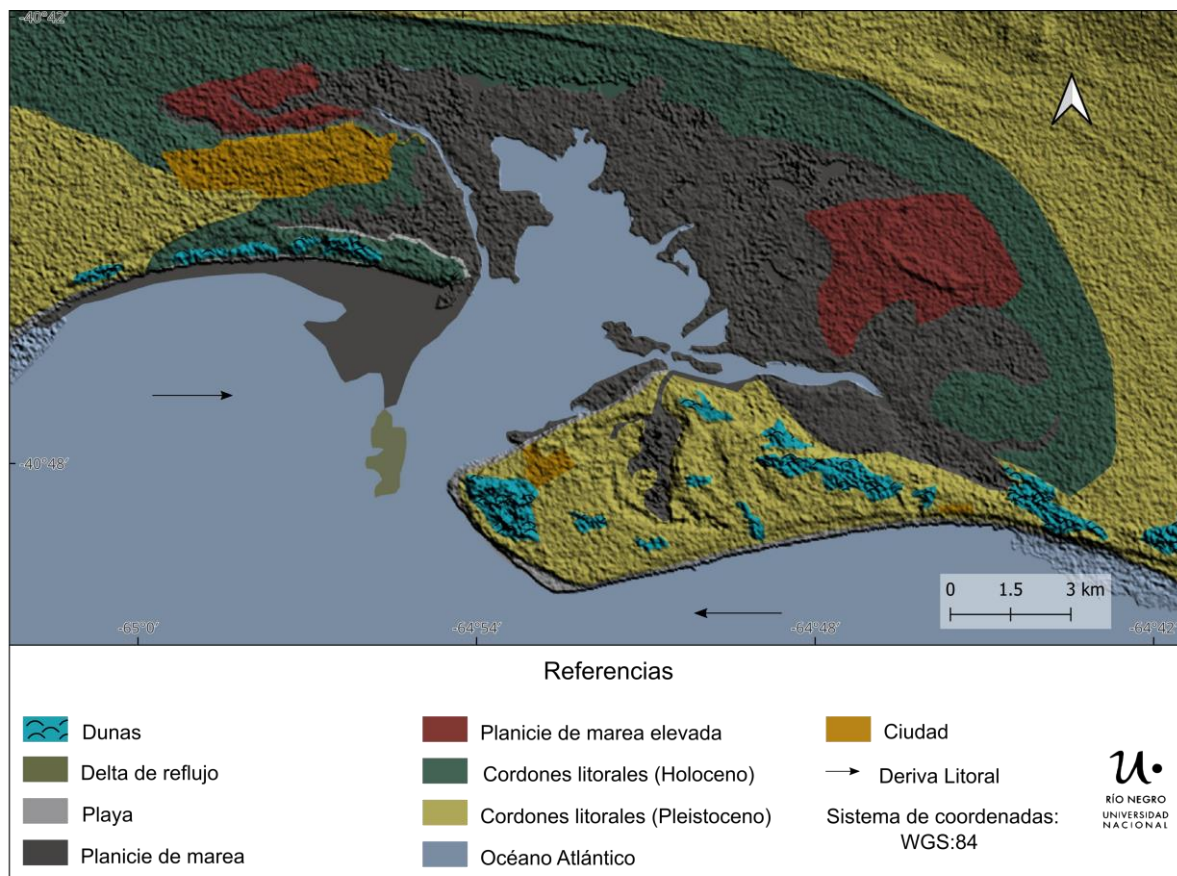 -40°42'
-40°48'
0 1.5 3 km
-65°0'
-64°54'
-64°48'
-64°42'
Referencias
Dunas
Delta de reflujo
Playa
Planicie de marea
Planicie de marea elevada
Cordones litorales (Holoceno)
Cordones litorales (Pleistoceno)
Océano Atlántico
Ciudad
Deriva Litoral
Sistema de coordenadas:
WGS:84
RÍO NEGRO
UNIVERSIDAD
NACIONAL